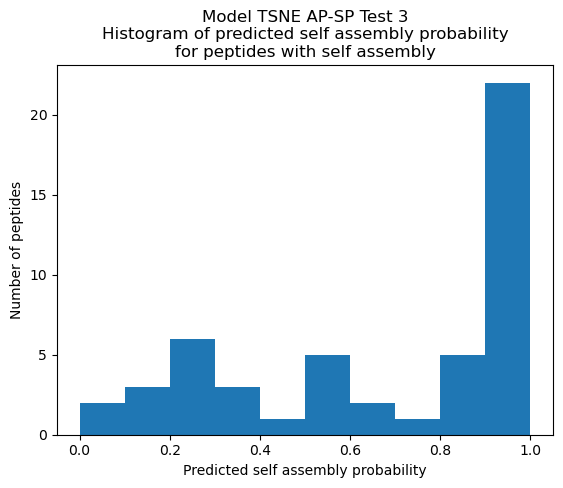 Model TSNE AP-SP Test 3
Histogram of predicted self assembly probability
for peptides with self assembly
20
15
10
5
0
Number of peptides
0.0 0.2 0.4 0.6 0.8 1.0
Predicted self assembly probability